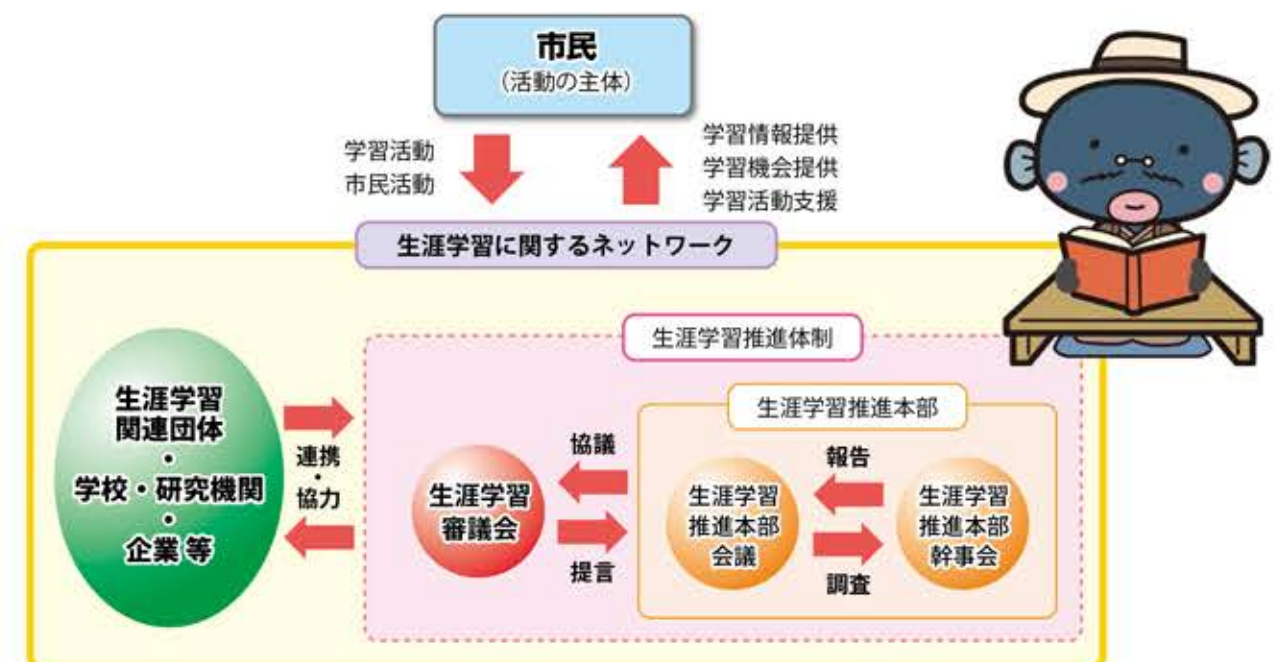 市民
（活動の主体）
学習活動
市民活動
学習情報提供
学習機会提供
学習活動支援
生涯学習に関するネットワーク
生涯学習推進体制
生涯学習推進本部
生涯学習
関連団体
・
学校・研究機関
・
企業 等
連携
・
協力
生涯学習
審議会
協議
提言
生涯学習
推進本部
会議
報告
調査
生涯学習
推進本部
幹事会